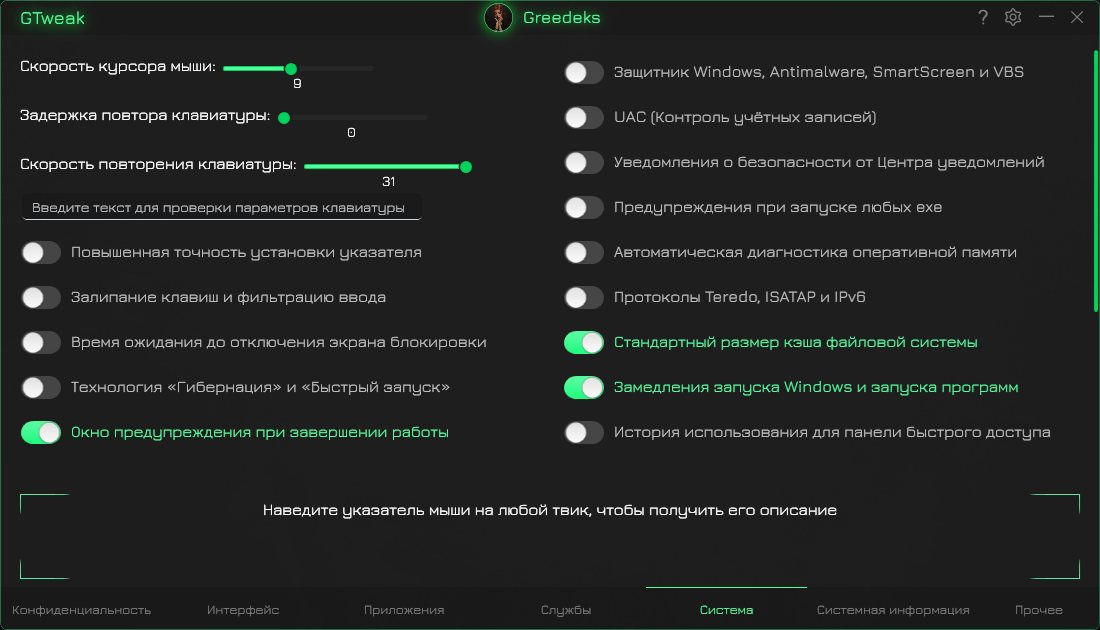 GTweak
Greedeks
?
Скорость курсора мыши:
9
Задержка повтора клавиатуры:
0
Скорость повторения клавиатуры:
31
Введите текст для проверки параметров клавиатуры
Повышенная точность установки указателя
Залипание клавиш и фильтрацию ввода
Время ожидания до отключения экрана блокировки
Технология «Гибернация» и «Быстрый запуск»
Окно предупреждения при завершении работы
Защитник Windows, Antimalware, SmartScreen и VBS
UAC (Контроль учётных записей)
Уведомления о безопасности от Центра уведомлений
Предупреждения при запуске любых exe
Автоматическая диагностика оперативной памяти
Протоколы Teredo, ISATAP и IPv6
Стандартный размер кэша файловой системы
Замедления запуска Windows и запуска программ
История использования для панели быстрого доступа
Наведите указатель мыши на любой твик, чтобы получить его описание
Конфиденциальность
Интерфейс
Приложения
Службы
Система
Системная информация
Прочее